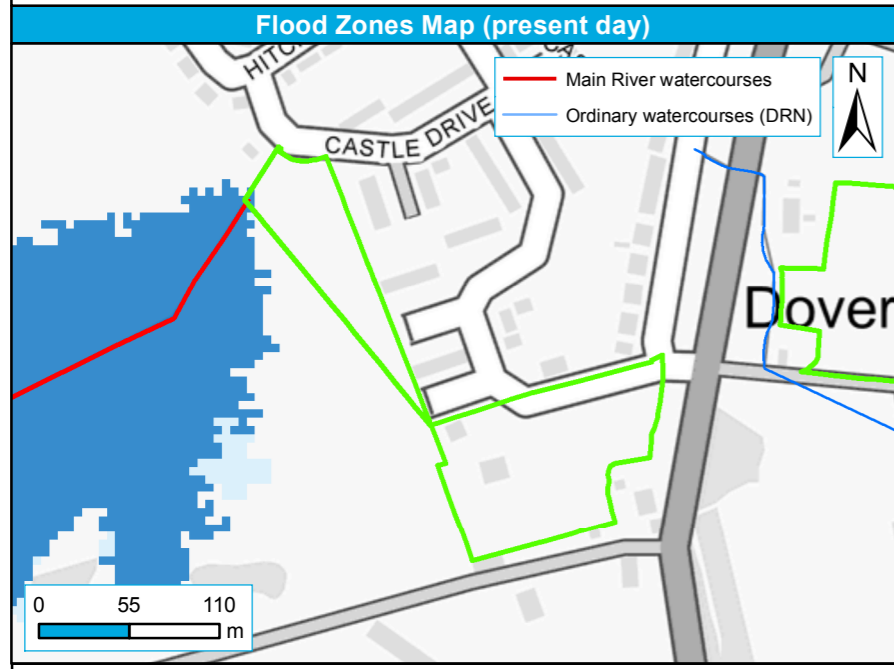 Flood Zones Map (present day)
Main River watercourses
Ordinary watercourses (DRN)
N
CASTLE DRIVE
Dover
0 55 110
m